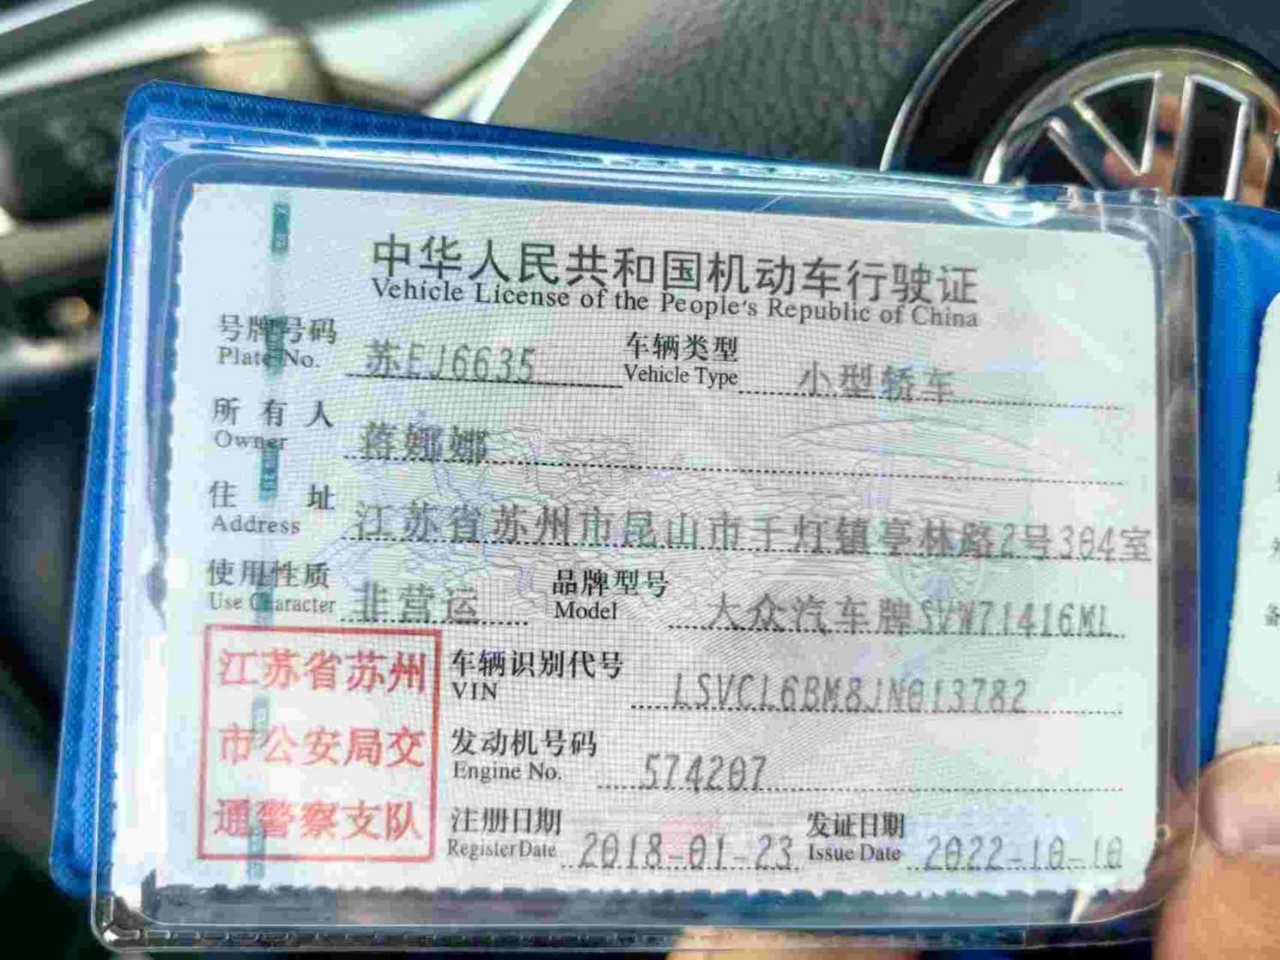 中华人民共和国机动车行驶证
Vehicle License of the People's Republic of China
号牌号码 苏EJ6635 车辆类型 小型轿车
Plate No. Vehicle Type
所有人 蒋娜娜
Owner
住址 江苏省苏州市昆山市千灯镇亭林路2号304室
Address
使用性质 非营运 品牌型号 大众汽车牌SVW71416ML
Use Character Model
江苏省苏州
市公安局交
通警察支队
车辆识别代号 LSVCL6BM8JN013782
VIN
发动机号码 574207
Engine No.
注册日期 2018-01-23 发证日期 2022-10-10
Register Date Issue Date